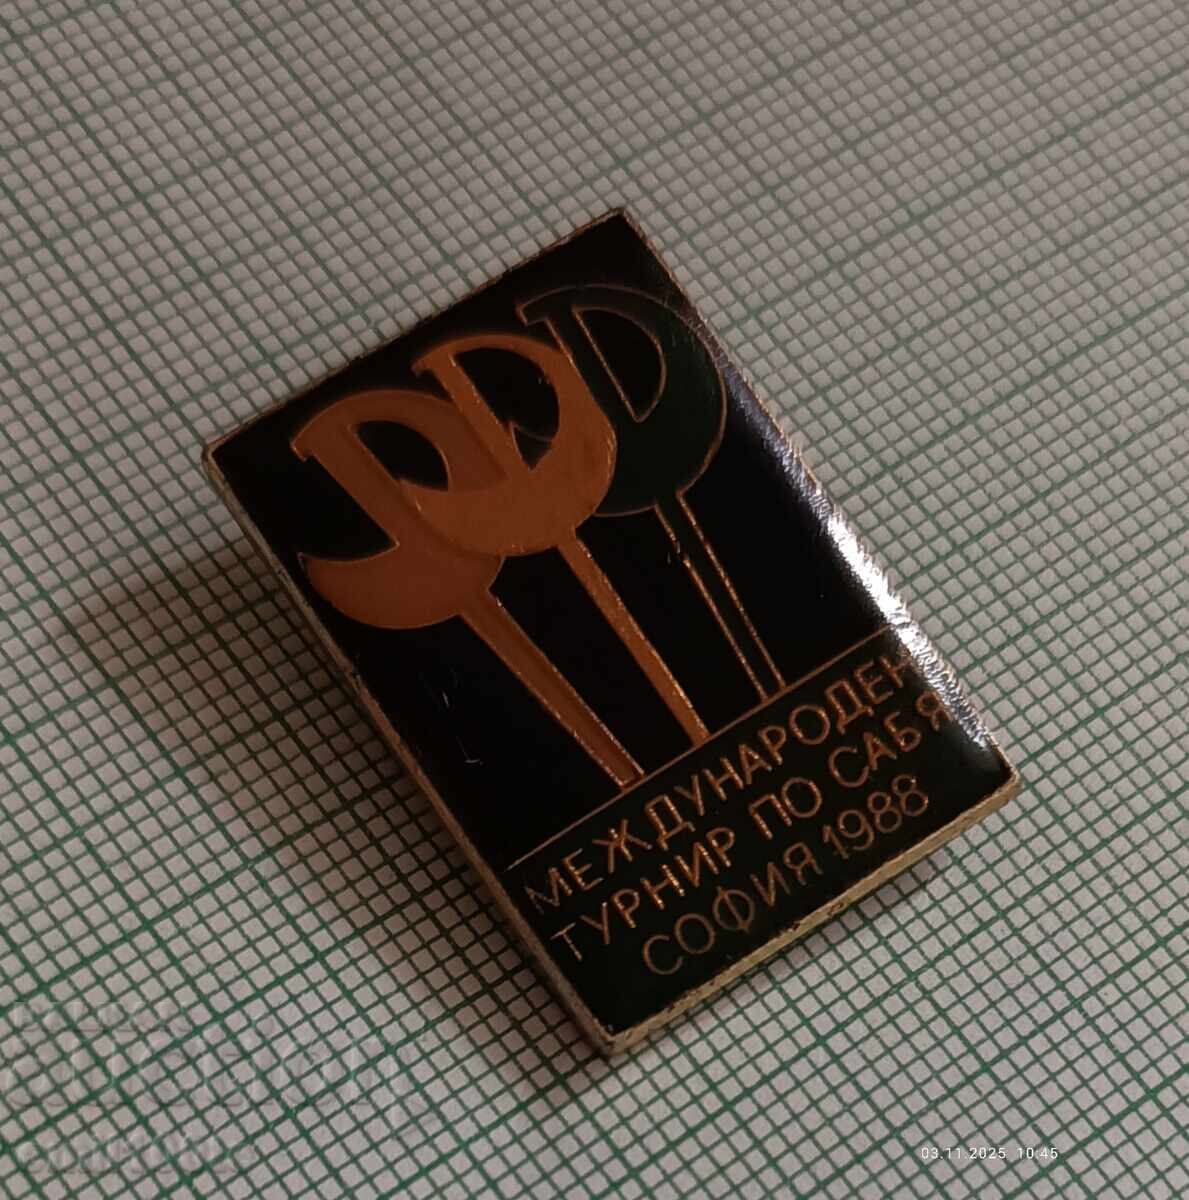 МЕЖДУНАРОДЕН
ТУРНИР ПО САБЯ
СОФИЯ 1988
03.11.2025 10:45